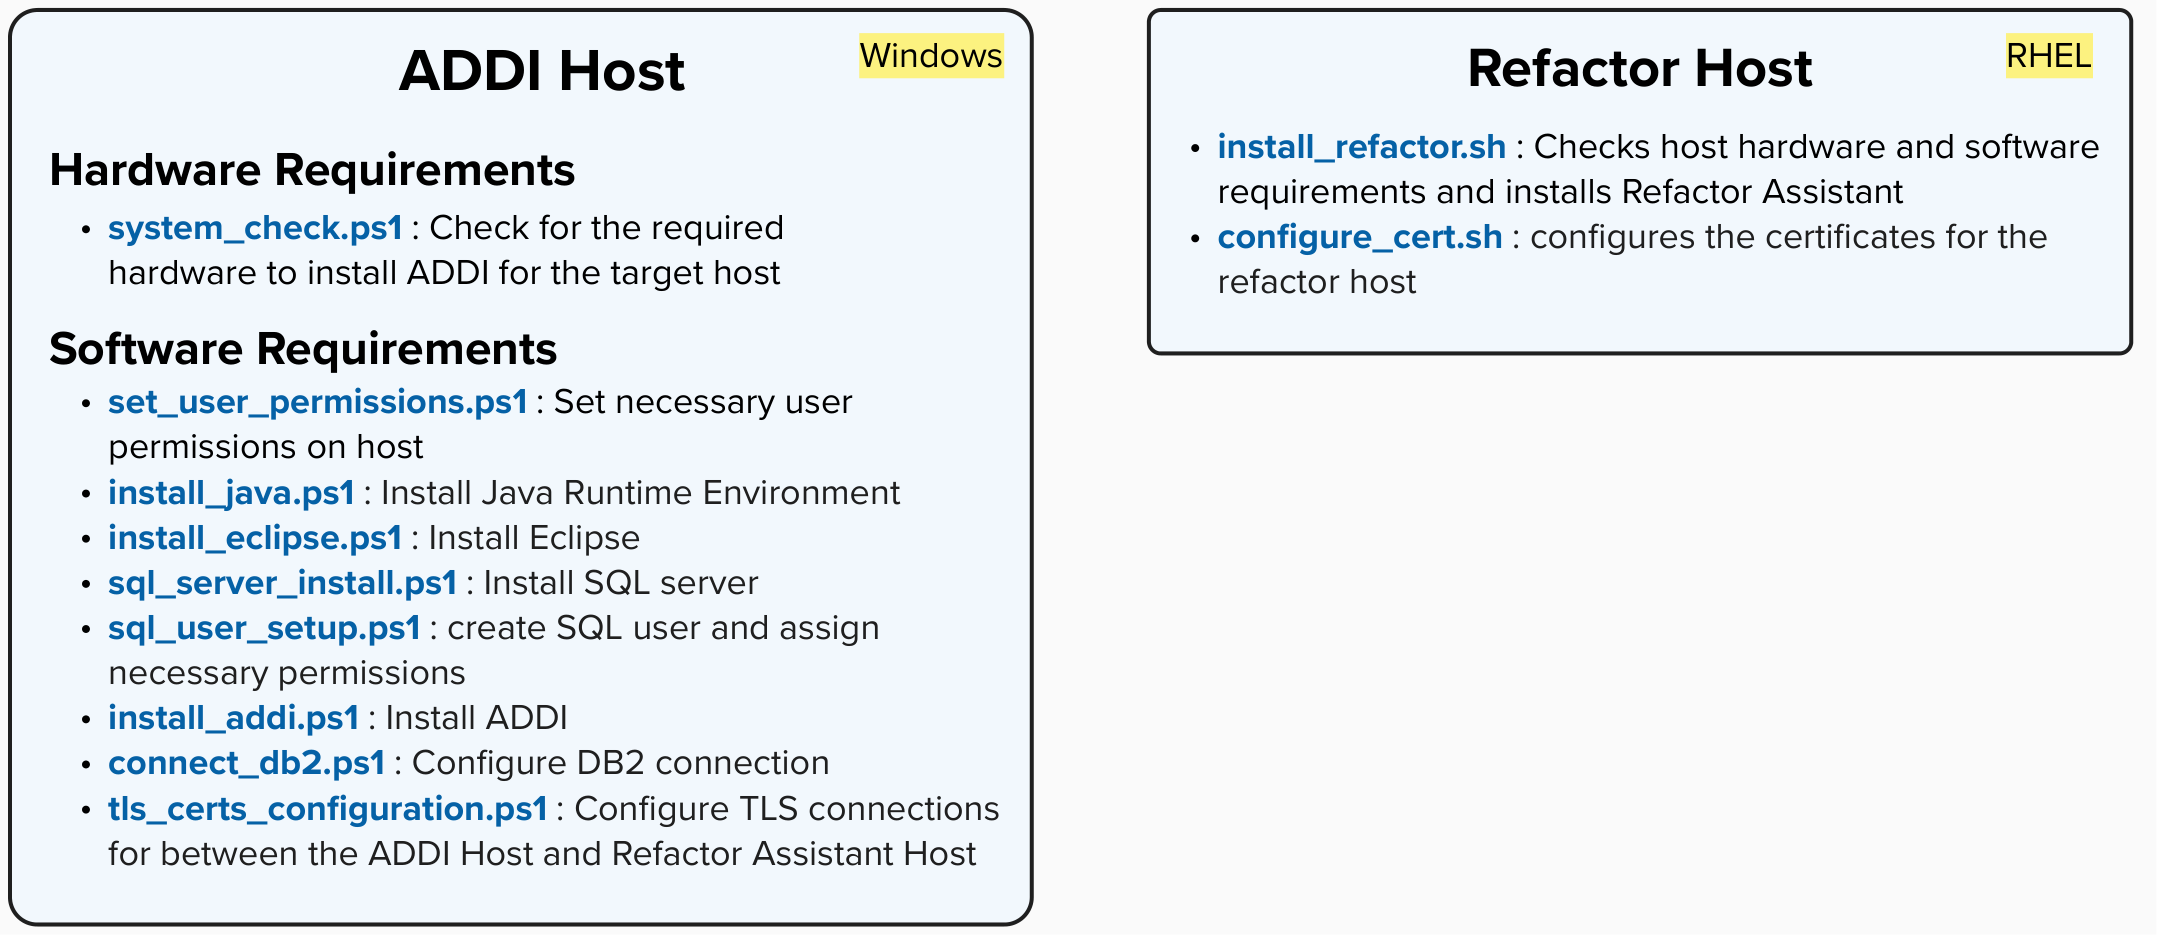 ADDI Host
Windows
Hardware Requirements
• system_check.ps1 : Check for the required
hardware to install ADDI for the target host
Software Requirements
• set_user_permissions.ps1 : Set necessary user
permissions on host
• install_java.ps1 : Install Java Runtime Environment
• install_eclipse.ps1 : Install Eclipse
• sql_server_install.ps1 : Install SQL server
• sql_user_setup.ps1 : create SQL user and assign
necessary permissions
• install_addi.ps1 : Install ADDI
• connect_db2.ps1 : Configure DB2 connection
• tls_certs_configuration.ps1 : Configure TLS connections
for between the ADDI Host and Refactor Assistant Host
Refactor Host
RHEL
• install_refactor.sh : Checks host hardware and software
requirements and installs Refactor Assistant
• configure_cert.sh : configures the certificates for the
refactor host